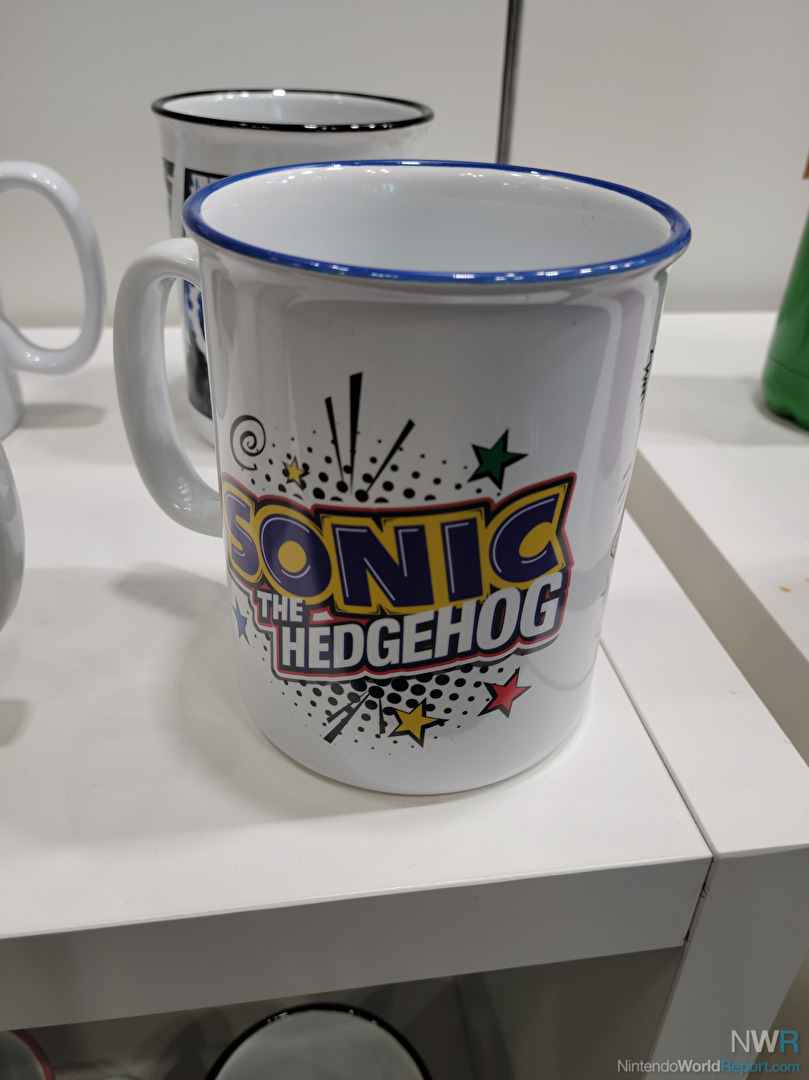 SONIC
THE
HEDGEHOG
NWR
NintendoWorldReport.com